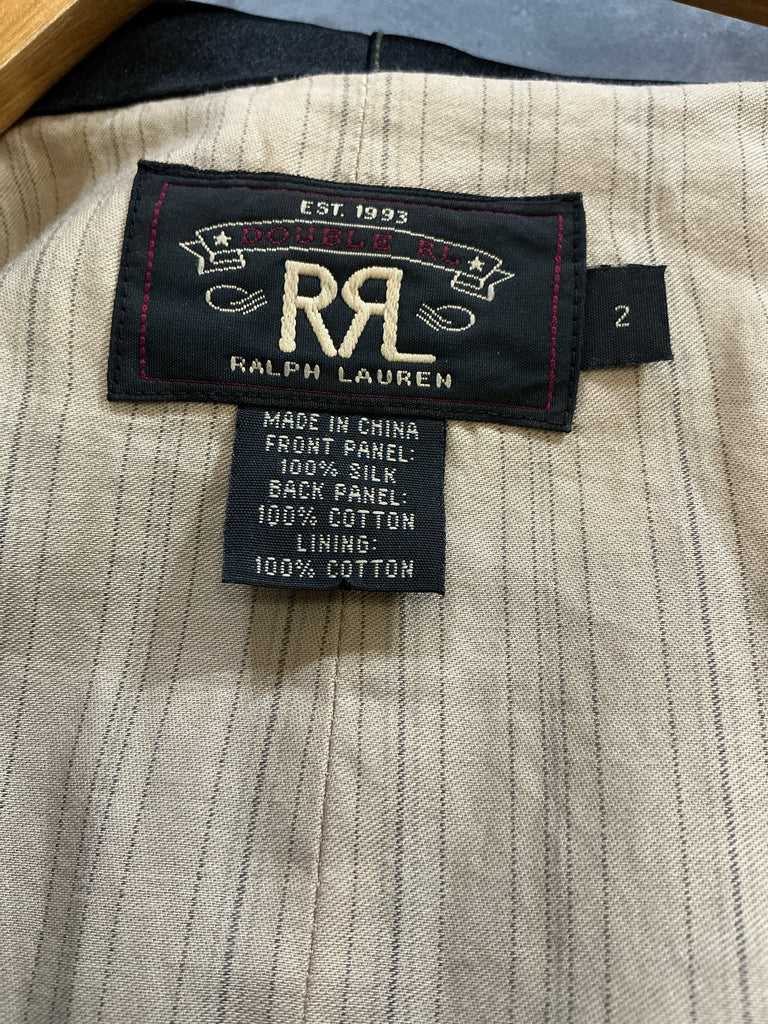 EST. 1993
DOUBLE RL
RRL
RALPH LAUREN
2
MADE IN CHINA
FRONT PANEL:
100% SILK
BACK PANEL:
100% COTTON
LINING:
100% COTTON